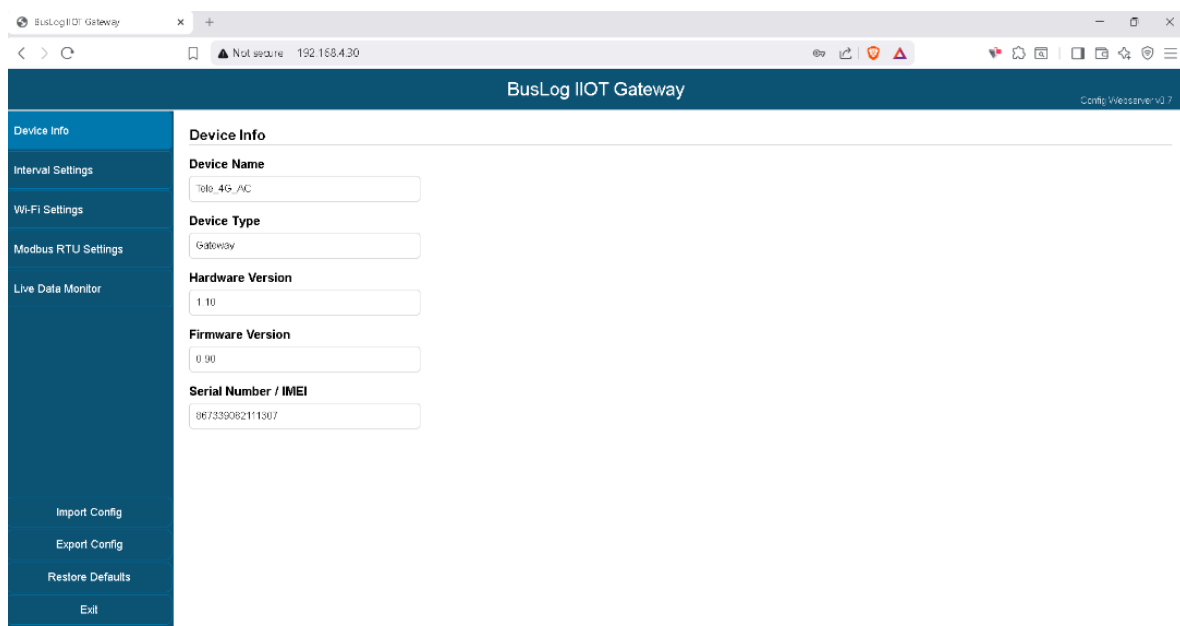 BusLog IIOT Gateway
Not secure 192.168.4.30
BusLog IIOT Gateway
Config Webserver v3.7
Device Info
Interval Settings
Wi-Fi Settings
Modbus RTU Settings
Live Data Monitor
Import Config
Export Config
Restore Defaults
Exit
Device Info
Device Name
Tele_4G_AC
Device Type
Gateway
Hardware Version
1.10
Firmware Version
0.90
Serial Number / IMEI
867339082111307